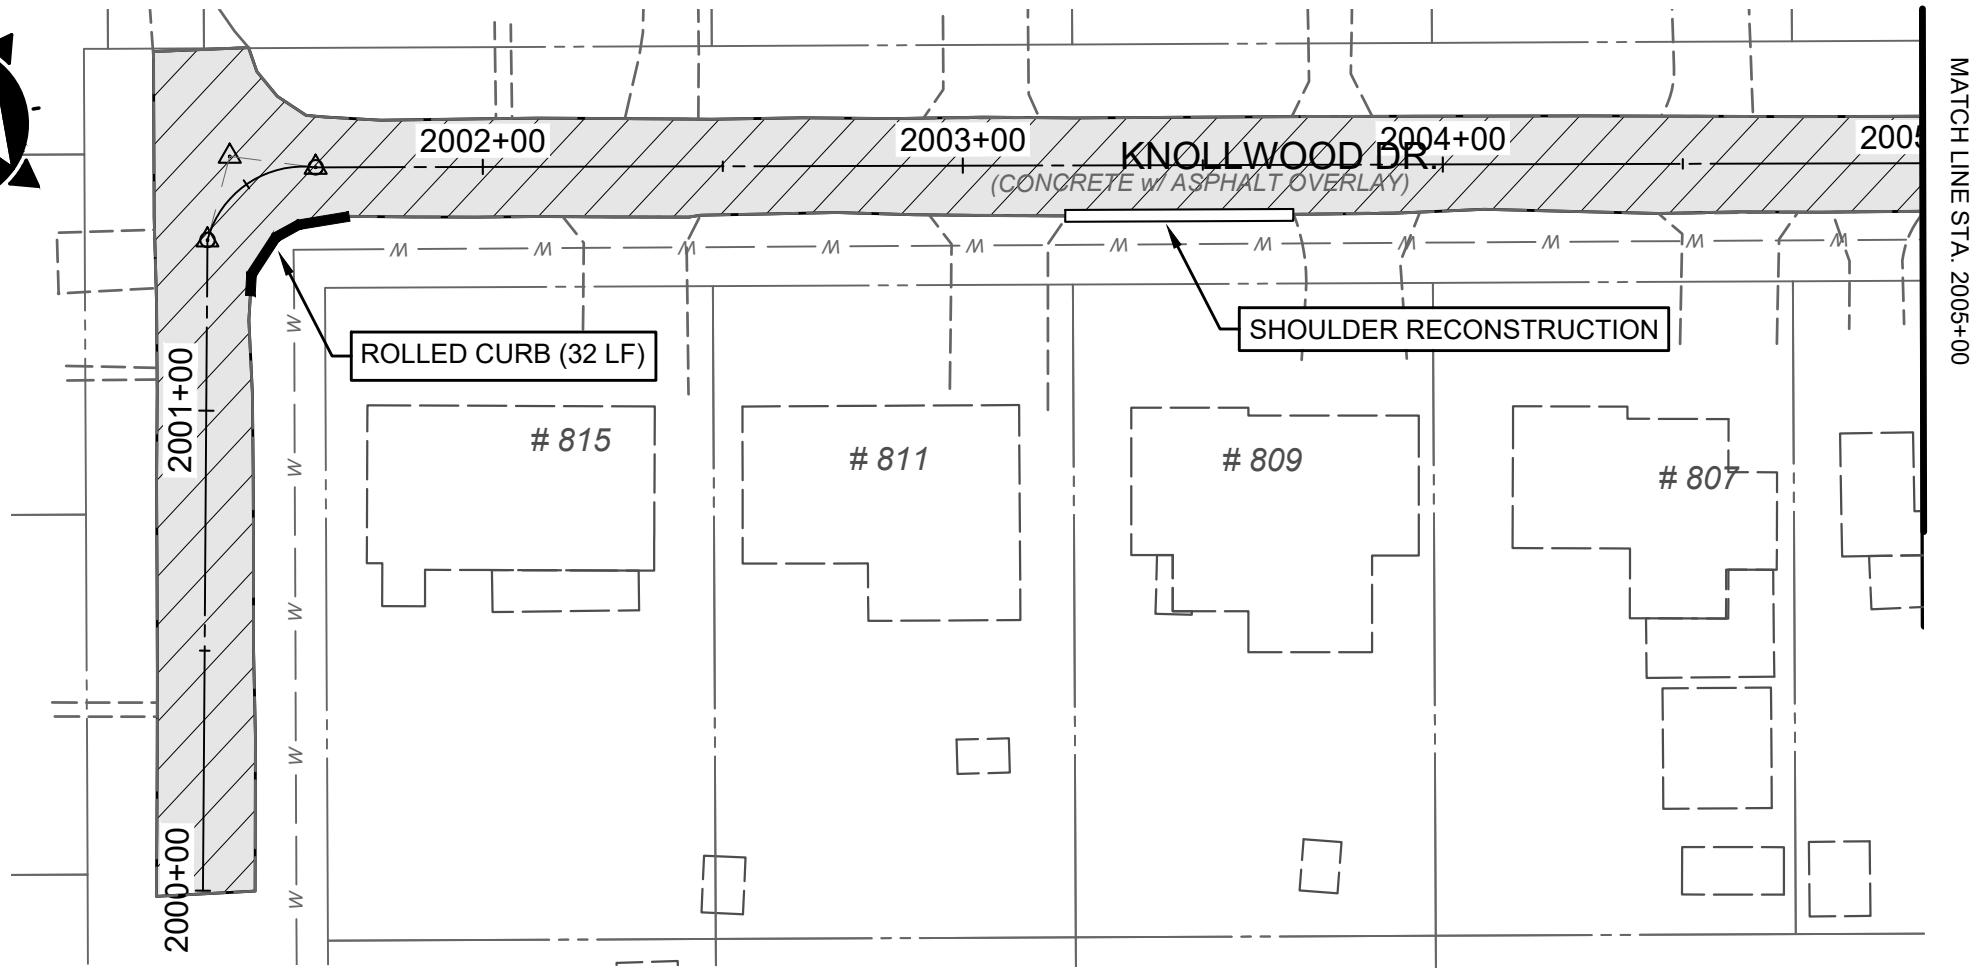 2002+00
2003+00
2004+00
2005
KNOLLWOOD DR.
(CONCRETE w/ ASPHALT OVERLAY)
MATCH LINE STA. 2005+00
W W W W W W W W W W W
SHOULDER RECONSTRUCTION
ROLLED CURB (32 LF)
W
W
W
W
W
2001+00
2000+00
# 815
# 811
# 809
# 807